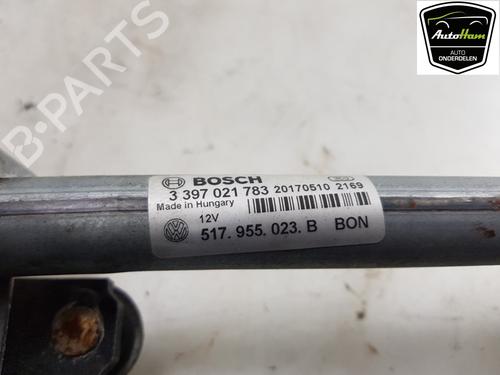 AutoHam
AUTO
ONDERDELEN
B-PARTS
BOSCH
3 397 021 783 20170510 2169
Made in Hungary
12V
517. 955. 023. B BON